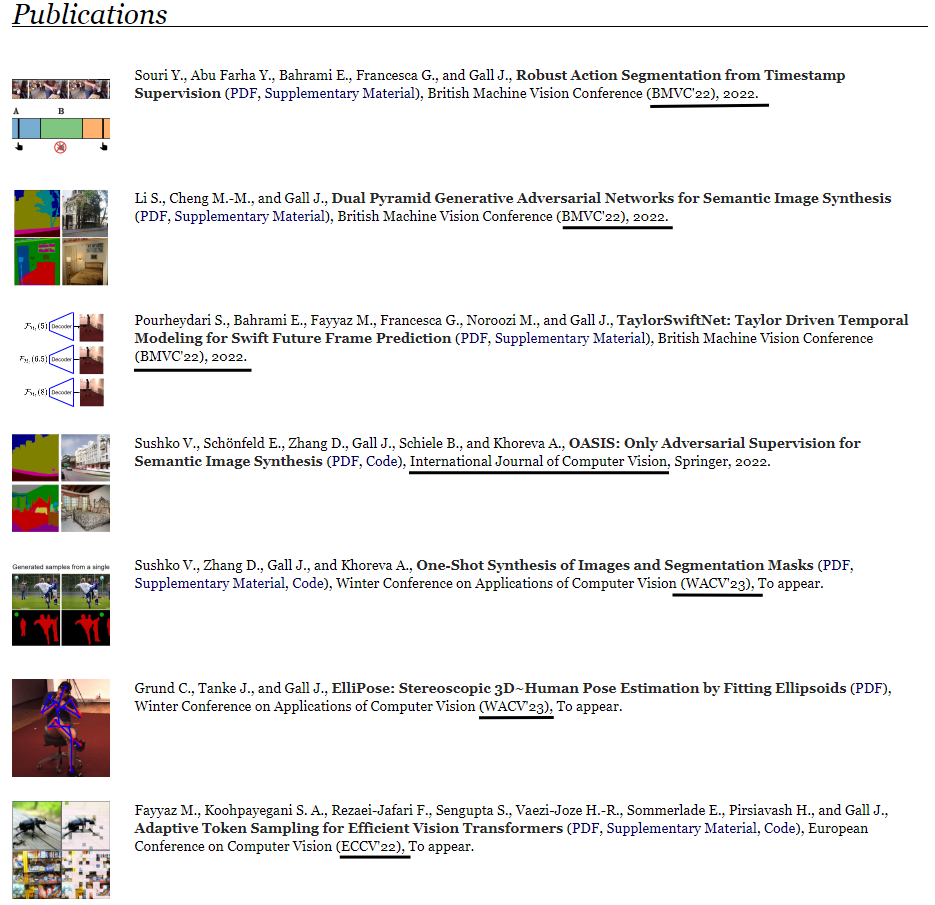 Publications
Souri Y., Abu Farha Y., Bahrami E., Francesca G., and Gall J., Robust Action Segmentation from Timestamp
Supervision (PDF, Supplementary Material), British Machine Vision Conference (BMVC'22), 2022.
A B
Li S., Cheng M.-M., and Gall J., Dual Pyramid Generative Adversarial Networks for Semantic Image Synthesis
(PDF, Supplementary Material), British Machine Vision Conference (BMVC'22), 2022.
Pourheydari S., Bahrami E., Fayyaz M., Francesca G., Noroozi M., and Gall J., TaylorSwiftNet: Taylor Driven Temporal
Modeling for Swift Future Frame Prediction (PDF, Supplementary Material), British Machine Vision Conference
(BMVC'22), 2022.
(5) Decoder
(6.5) Decoder
(8) Decoder
Sushko V., Schönfeld E., Zhang D., Gall J., Schiele B., and Khoreva A., OASIS: Only Adversarial Supervision for
Semantic Image Synthesis (PDF, Code), International Journal of Computer Vision, Springer, 2022.
Generated samples from a single
Sushko V., Zhang D., Gall J., and Khoreva A., One-Shot Synthesis of Images and Segmentation Masks (PDF,
Supplementary Material, Code), Winter Conference on Applications of Computer Vision (WACV'23), To appear.
Grund C., Tanke J., and Gall J., ElliPose: Stereoscopic 3D~Human Pose Estimation by Fitting Ellipsoids (PDF),
Winter Conference on Applications of Computer Vision (WACV'23), To appear.
Fayyaz M., Koohpayegani S. A., Rezaei-Jafari F., Sengupta S., Vaezi-Joze H.-R., Sommerlade E., Pirsiavash H., and Gall J.,
Adaptive Token Sampling for Efficient Vision Transformers (PDF, Supplementary Material, Code), European
Conference on Computer Vision (ECCV'22), To appear.